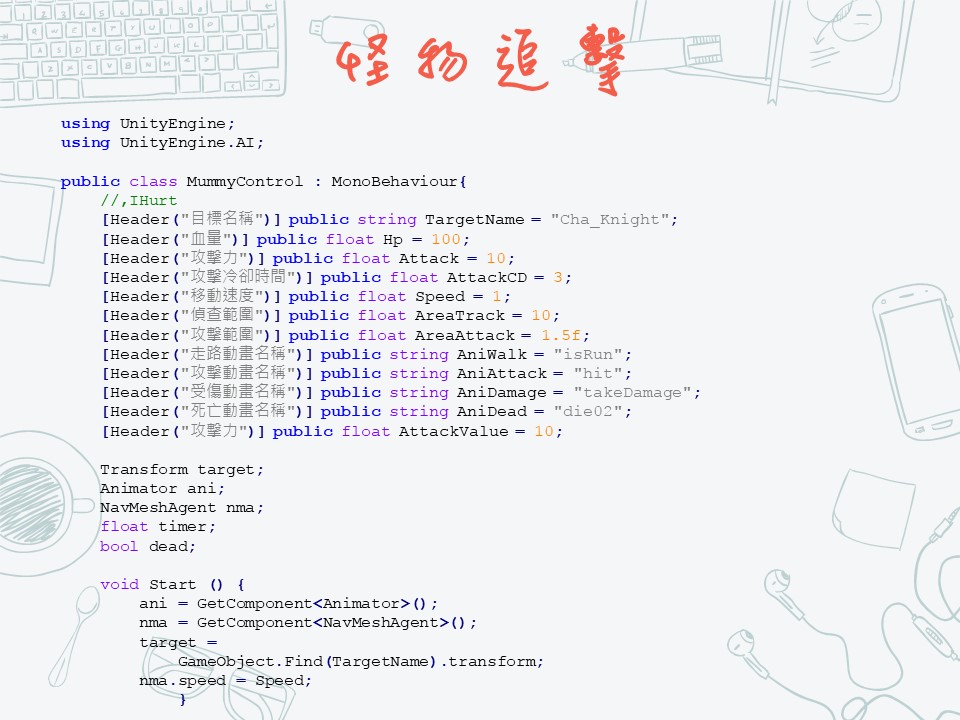 怪物追擊
using UnityEngine;
using UnityEngine.AI;
public class MummyControl : MonoBehaviour{
//,IHurt
[Header("目標名稱")] public string TargetName = "Cha_Knight";
[Header("血量")] public float Hp = 100;
[Header("攻擊力")] public float Attack = 10;
[Header("攻擊冷卻時間")] public float AttackCD = 3;
[Header("移動速度")] public float Speed = 1;
[Header("偵查範圍")] public float AreaTrack = 10;
[Header("攻擊範圍")] public float AreaAttack = 1.5f;
[Header("走路動畫名稱")] public string AniWalk = "isRun";
[Header("攻擊動畫名稱")] public string AniAttack = "hit";
[Header("受傷動畫名稱")] public string AniDamage = "takeDamage";
[Header("死亡動畫名稱")] public string AniDead = "die02";
[Header("攻擊力")] public float AttackValue = 10;
Transform target;
Animator ani;
NavMeshAgent nma;
float timer;
bool dead;
void Start () {
ani = GetComponent<Animator>();
nma = GetComponent<NavMeshAgent>();
target =
GameObject.Find(TargetName).transform;
nma.speed = Speed;
}